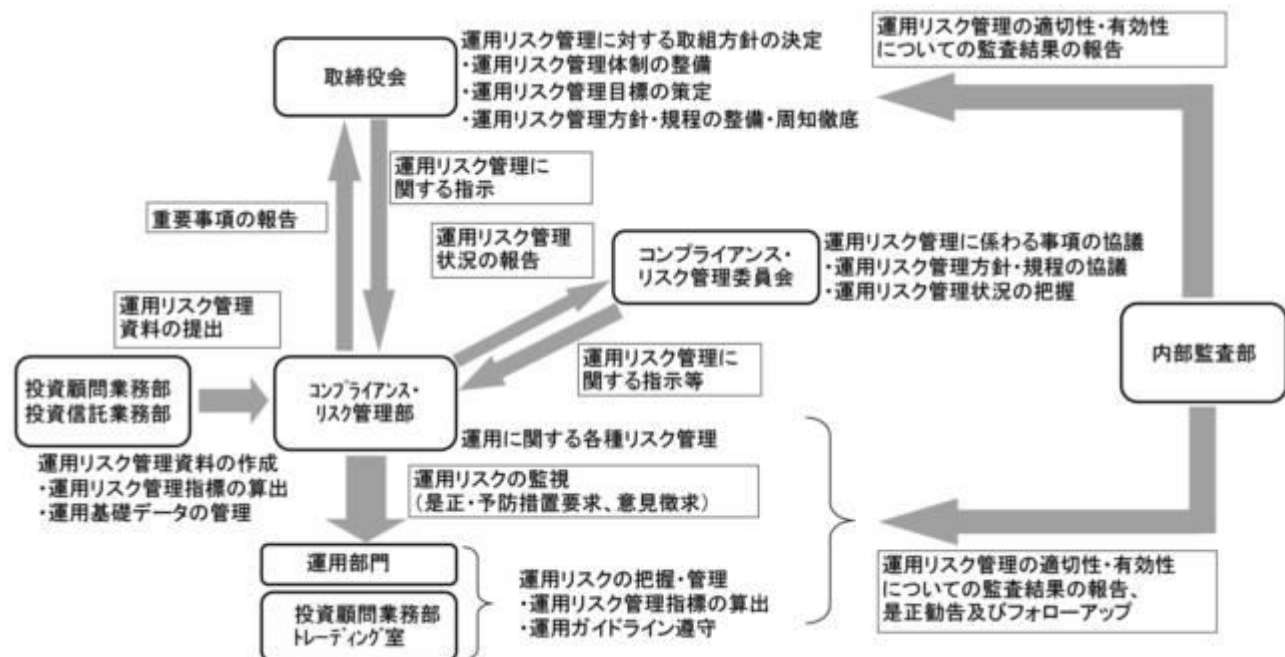 取締役会
運用リスク管理に対する取組方針の決定
・運用リスク管理体制の整備
・運用リスク管理目標の策定
・運用リスク管理方針・規程の整備・周知徹底
運用リスク管理の適切性・有効性
についての監査結果の報告
運用リスク管理に
関する指示
重要事項の報告
運用リスク管理
状況の報告
コンプライアンス・
リスク管理委員会
運用リスク管理に係わる事項の協議
・運用リスク管理方針・規程の協議
・運用リスク管理状況の把握
運用リスク管理
資料の提出
運用リスク管理に
関する指示等
内部監査部
投資顧問業務部
投資信託業務部
コンプライアンス・
リスク管理部
運用に関する各種リスク管理
運用リスク管理資料の作成
・運用リスク管理指標の算出
・運用基礎データの管理
運用リスクの監視
(是正・予防措置要求、意見徴求)
運用部門
投資顧問業務部
トレーディング室
運用リスクの把握・管理
・運用リスク管理指標の算出
・運用ガイドライン遵守
運用リスク管理の適切性・有効性
についての監査結果の報告、
是正勧告及びフォローアップ